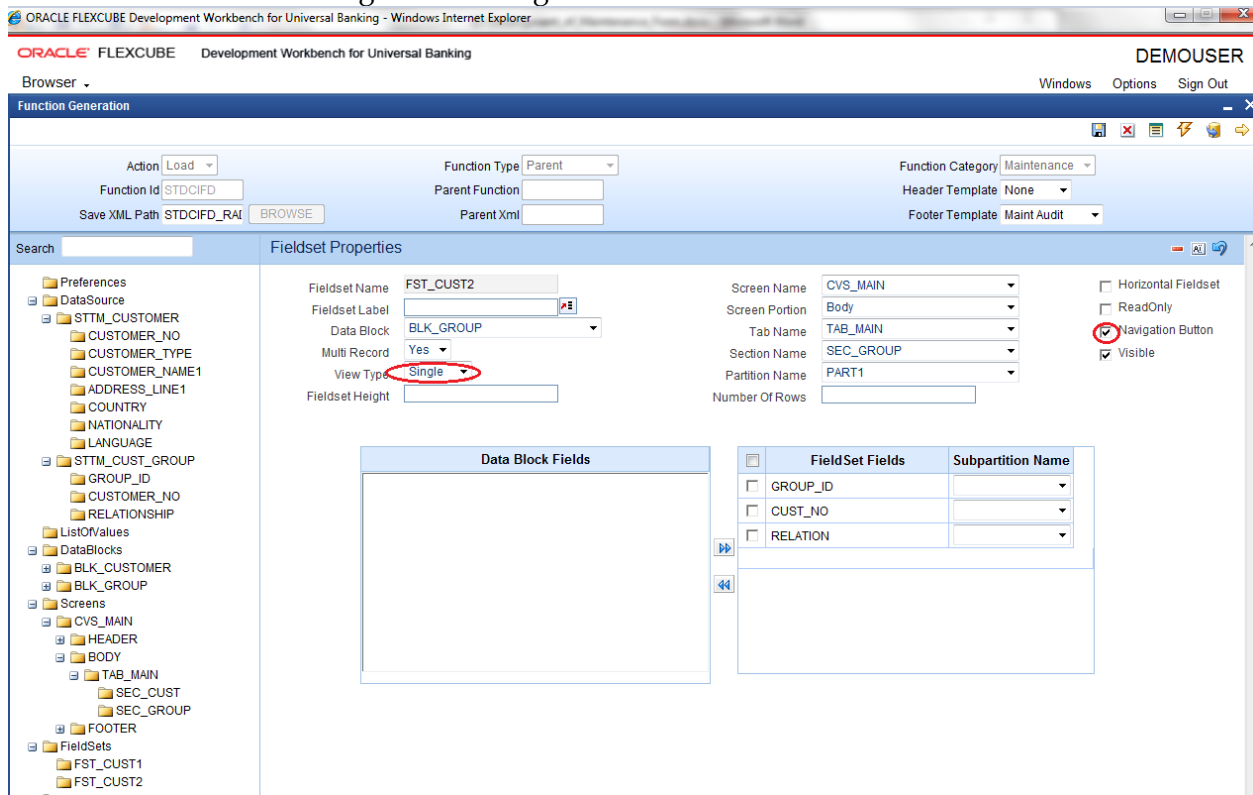 ORACLE FLEXCUBE Development Workbench for Universal Banking - Windows Internet Explorer
ORACLE FLEXCUBE Development Workbench for Universal Banking DEMOUSER
Browser Windows Options Sign Out
Function Generation
Action Load Function Type Parent Function Category Maintenance
Function Id STDCIFD Parent Function Header Template None
Save XML Path STDCIFD_RAD BROWSE Parent Xml Footer Template Maint Audit
Search Fieldset Properties
Preferences
DataSource
STTM_CUSTOMER
CUSTOMER_NO
CUSTOMER_TYPE
CUSTOMER_NAME1
ADDRESS_LINE1
COUNTRY
NATIONALITY
LANGUAGE
STTM_CUST_GROUP
GROUP_ID
CUSTOMER_NO
RELATIONSHIP
ListOfValues
DataBlocks
BLK_CUSTOMER
BLK_GROUP
Screens
CVS_MAIN
HEADER
BODY
TAB_MAIN
SEC_CUST
SEC_GROUP
FOOTER
FieldSets
FST_CUST1
FST_CUST2
Fieldset Name FST_CUST2 Screen Name CVS_MAIN Horizontal Fieldset
Fieldset Label Screen Portion Body ReadOnly
Data Block BLK_GROUP Tab Name TAB_MAIN Navigation Button
Multi Record Yes Section Name SEC_GROUP Visible
View Type Single Partition Name PART1
Fieldset Height Number Of Rows
Data Block Fields FieldSet Fields Subpartition Name
GROUP_ID
CUST_NO
RELATION